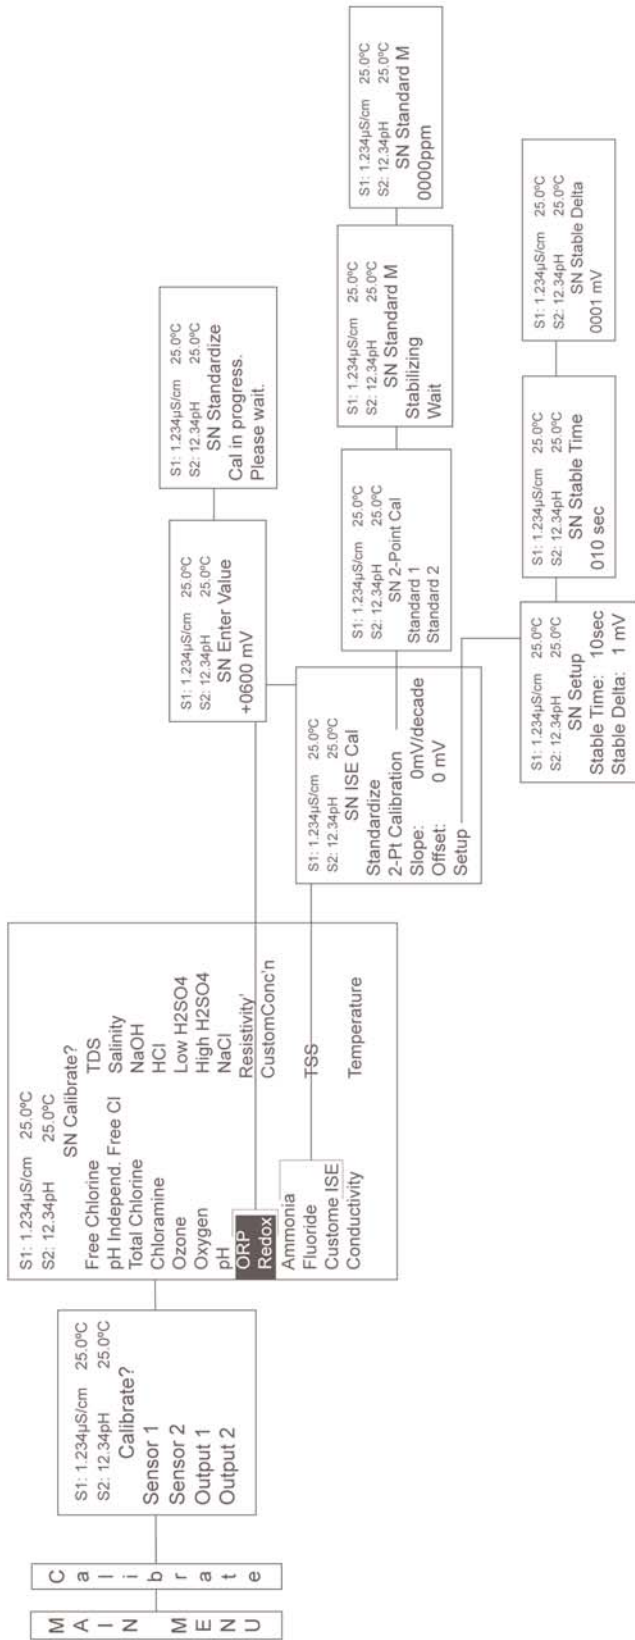 MAIN MENU
Calibrate
S1: 1.234µS/cm 25.0ºC
S2: 12.34pH 25.0ºC
Calibrate?
Sensor 1
Sensor 2
Output 1
Output 2
S1: 1.234µS/cm 25.0ºC
S2: 12.34pH 25.0ºC
SN Calibrate?
Free Chlorine TDS
pH Independ. Free Cl Salinity
Total Chlorine NaOH
Chloramine HCl
Ozone Low H2SO4
Oxygen High H2SO4
pH NaCl
ORP Resistivity'
Redox CustomConc'n
Ammonia
Fluoride TSS
Custome ISE
Conductivity Temperature
S1: 1.234µS/cm 25.0ºC
S2: 12.34pH 25.0ºC
SN Enter Value
+0600 mV
S1: 1.234µS/cm 25.0ºC
S2: 12.34pH 25.0ºC
SN Standardize
Cal in progress.
Please wait.
S1: 1.234µS/cm 25.0ºC
S2: 12.34pH 25.0ºC
SN ISE Cal
Standardize
2-Pt Calibration
Slope: 0mV/decade
Offset: 0 mV
Setup
S1: 1.234µS/cm 25.0ºC
S2: 12.34pH 25.0ºC
SN 2-Point Cal
Standard 1
Standard 2
S1: 1.234µS/cm 25.0ºC
S2: 12.34pH 25.0ºC
SN Standard M
Stabilizing
Wait
S1: 1.234µS/cm 25.0ºC
S2: 12.34pH 25.0ºC
SN Standard M
0000ppm
S1: 1.234µS/cm 25.0ºC
S2: 12.34pH 25.0ºC
SN Setup
Stable Time: 10sec
Stable Delta: 1 mV
S1: 1.234µS/cm 25.0ºC
S2: 12.34pH 25.0ºC
SN Stable Time
010 sec
S1: 1.234µS/cm 25.0ºC
S2: 12.34pH 25.0ºC
SN Stable Delta
0001 mV